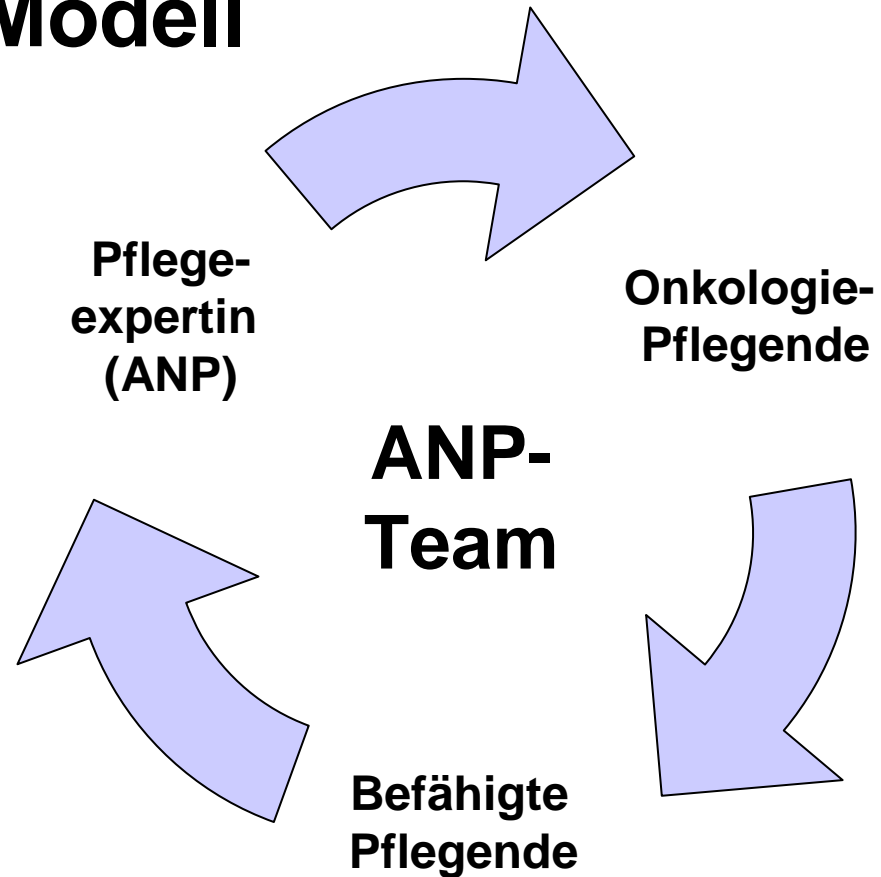 Modell
Pflege-
expertin
(ANP)
Onkologie-
Pflegende
ANP-
Team
Befähigte
Pflegende